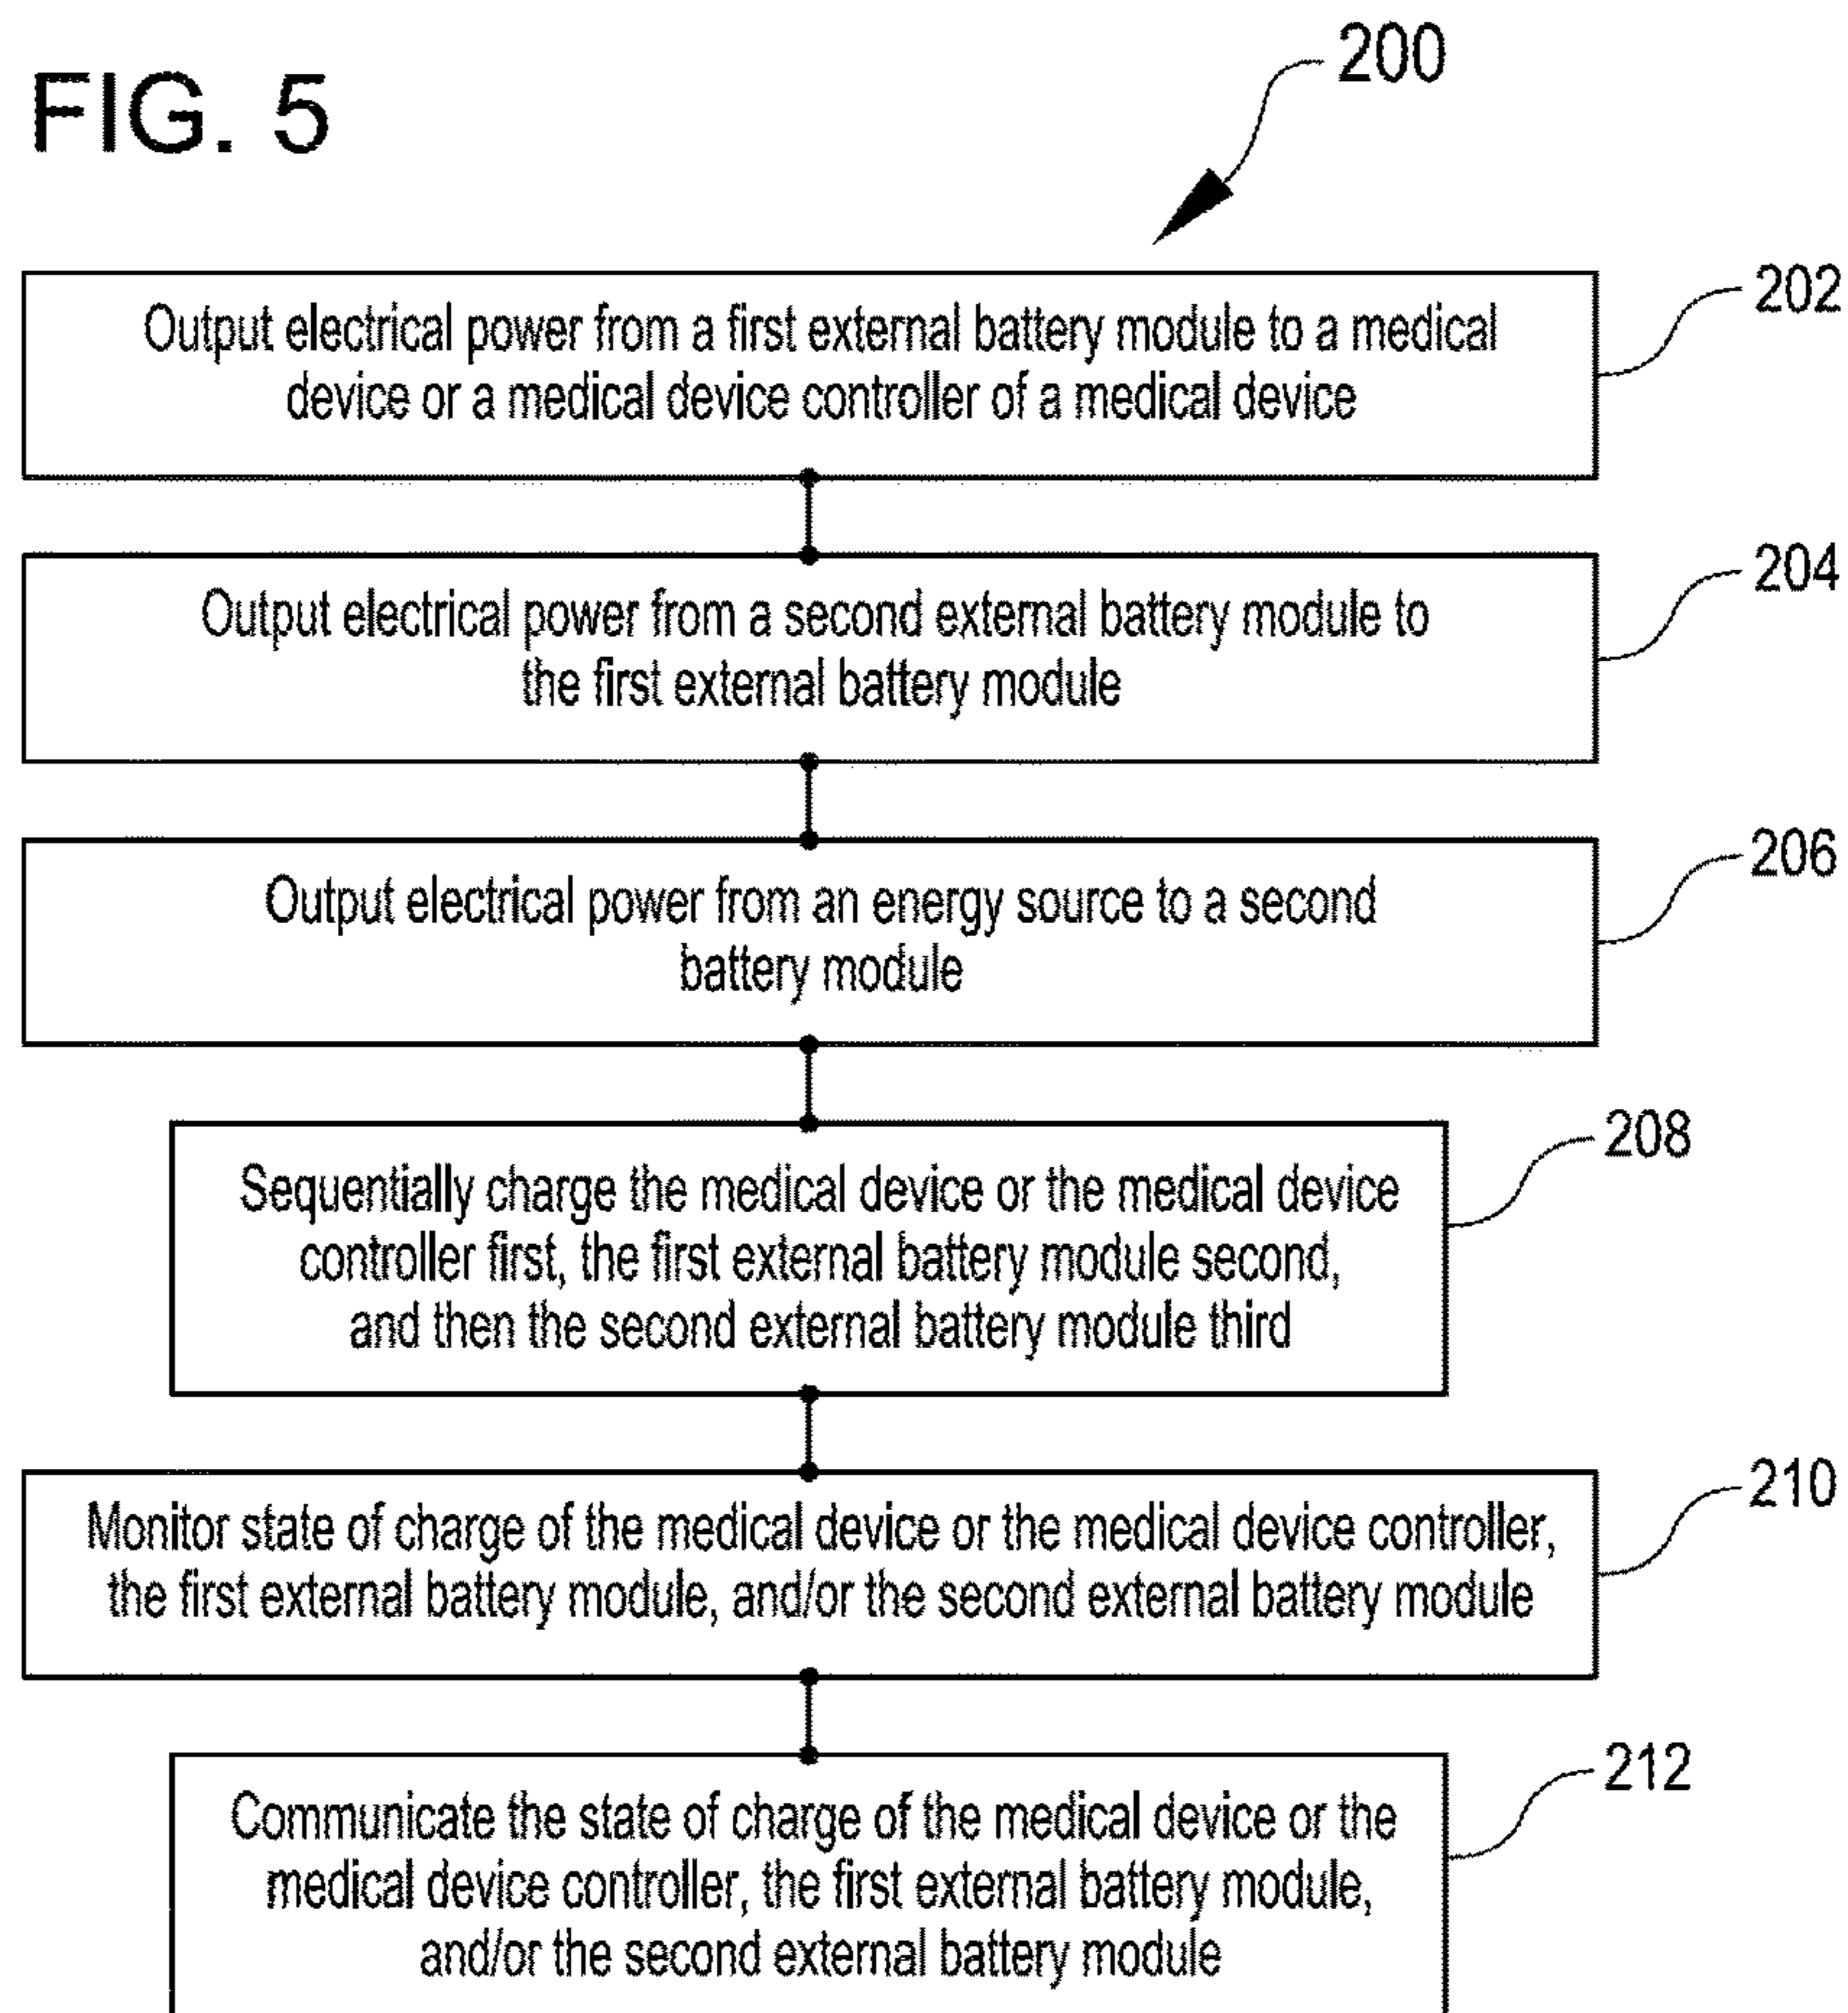 FIG. 5
200
Output electrical power from a first external battery module to a medical
device or a medical device controller of a medical device
202
Output electrical power from a second external battery module to
the first external battery module
204
Output electrical power from an energy source to a second
battery module
206
Sequentially charge the medical device or the medical device
controller first, the first external battery module second,
and then the second external battery module third
208
Monitor state of charge of the medical device or the medical device controller,
the first external battery module, and/or the second external battery module
210
Communicate the state of charge of the medical device or the
medical device controller, the first external battery module,
and/or the second external battery module
212